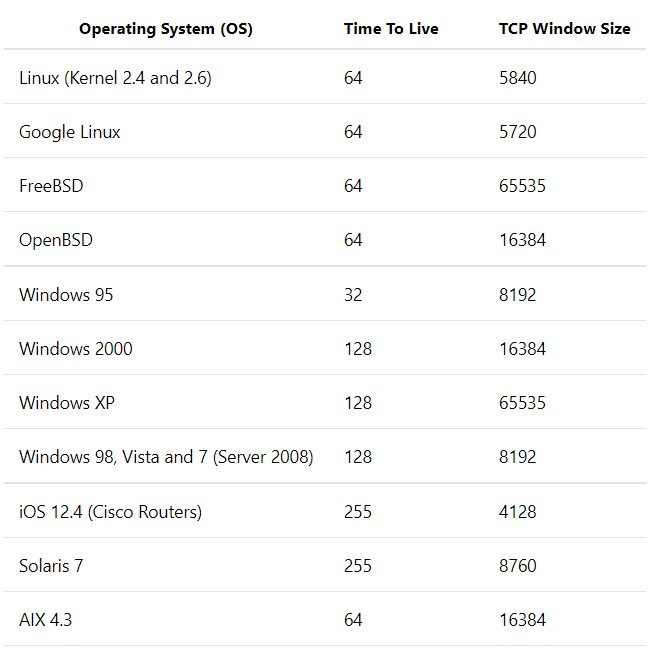 Operating System (OS) Time To Live TCP Window Size
Linux (Kernel 2.4 and 2.6) 64 5840
Google Linux 64 5720
FreeBSD 64 65535
OpenBSD 64 16384
Windows 95 32 8192
Windows 2000 128 16384
Windows XP 128 65535
Windows 98, Vista and 7 (Server 2008) 128 8192
iOS 12.4 (Cisco Routers) 255 4128
Solaris 7 255 8760
AIX 4.3 64 16384